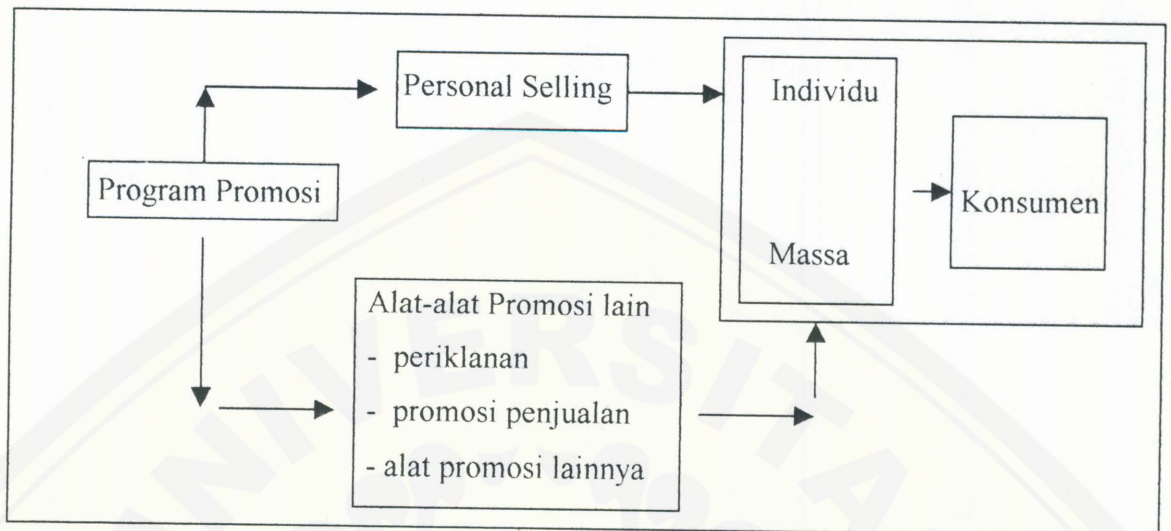 Personal Selling
Individu
Program Promosi
Konsumen
Massa
Alat-alat Promosi lain
- periklanan
- promosi penjualan
- alat promosi lainnya